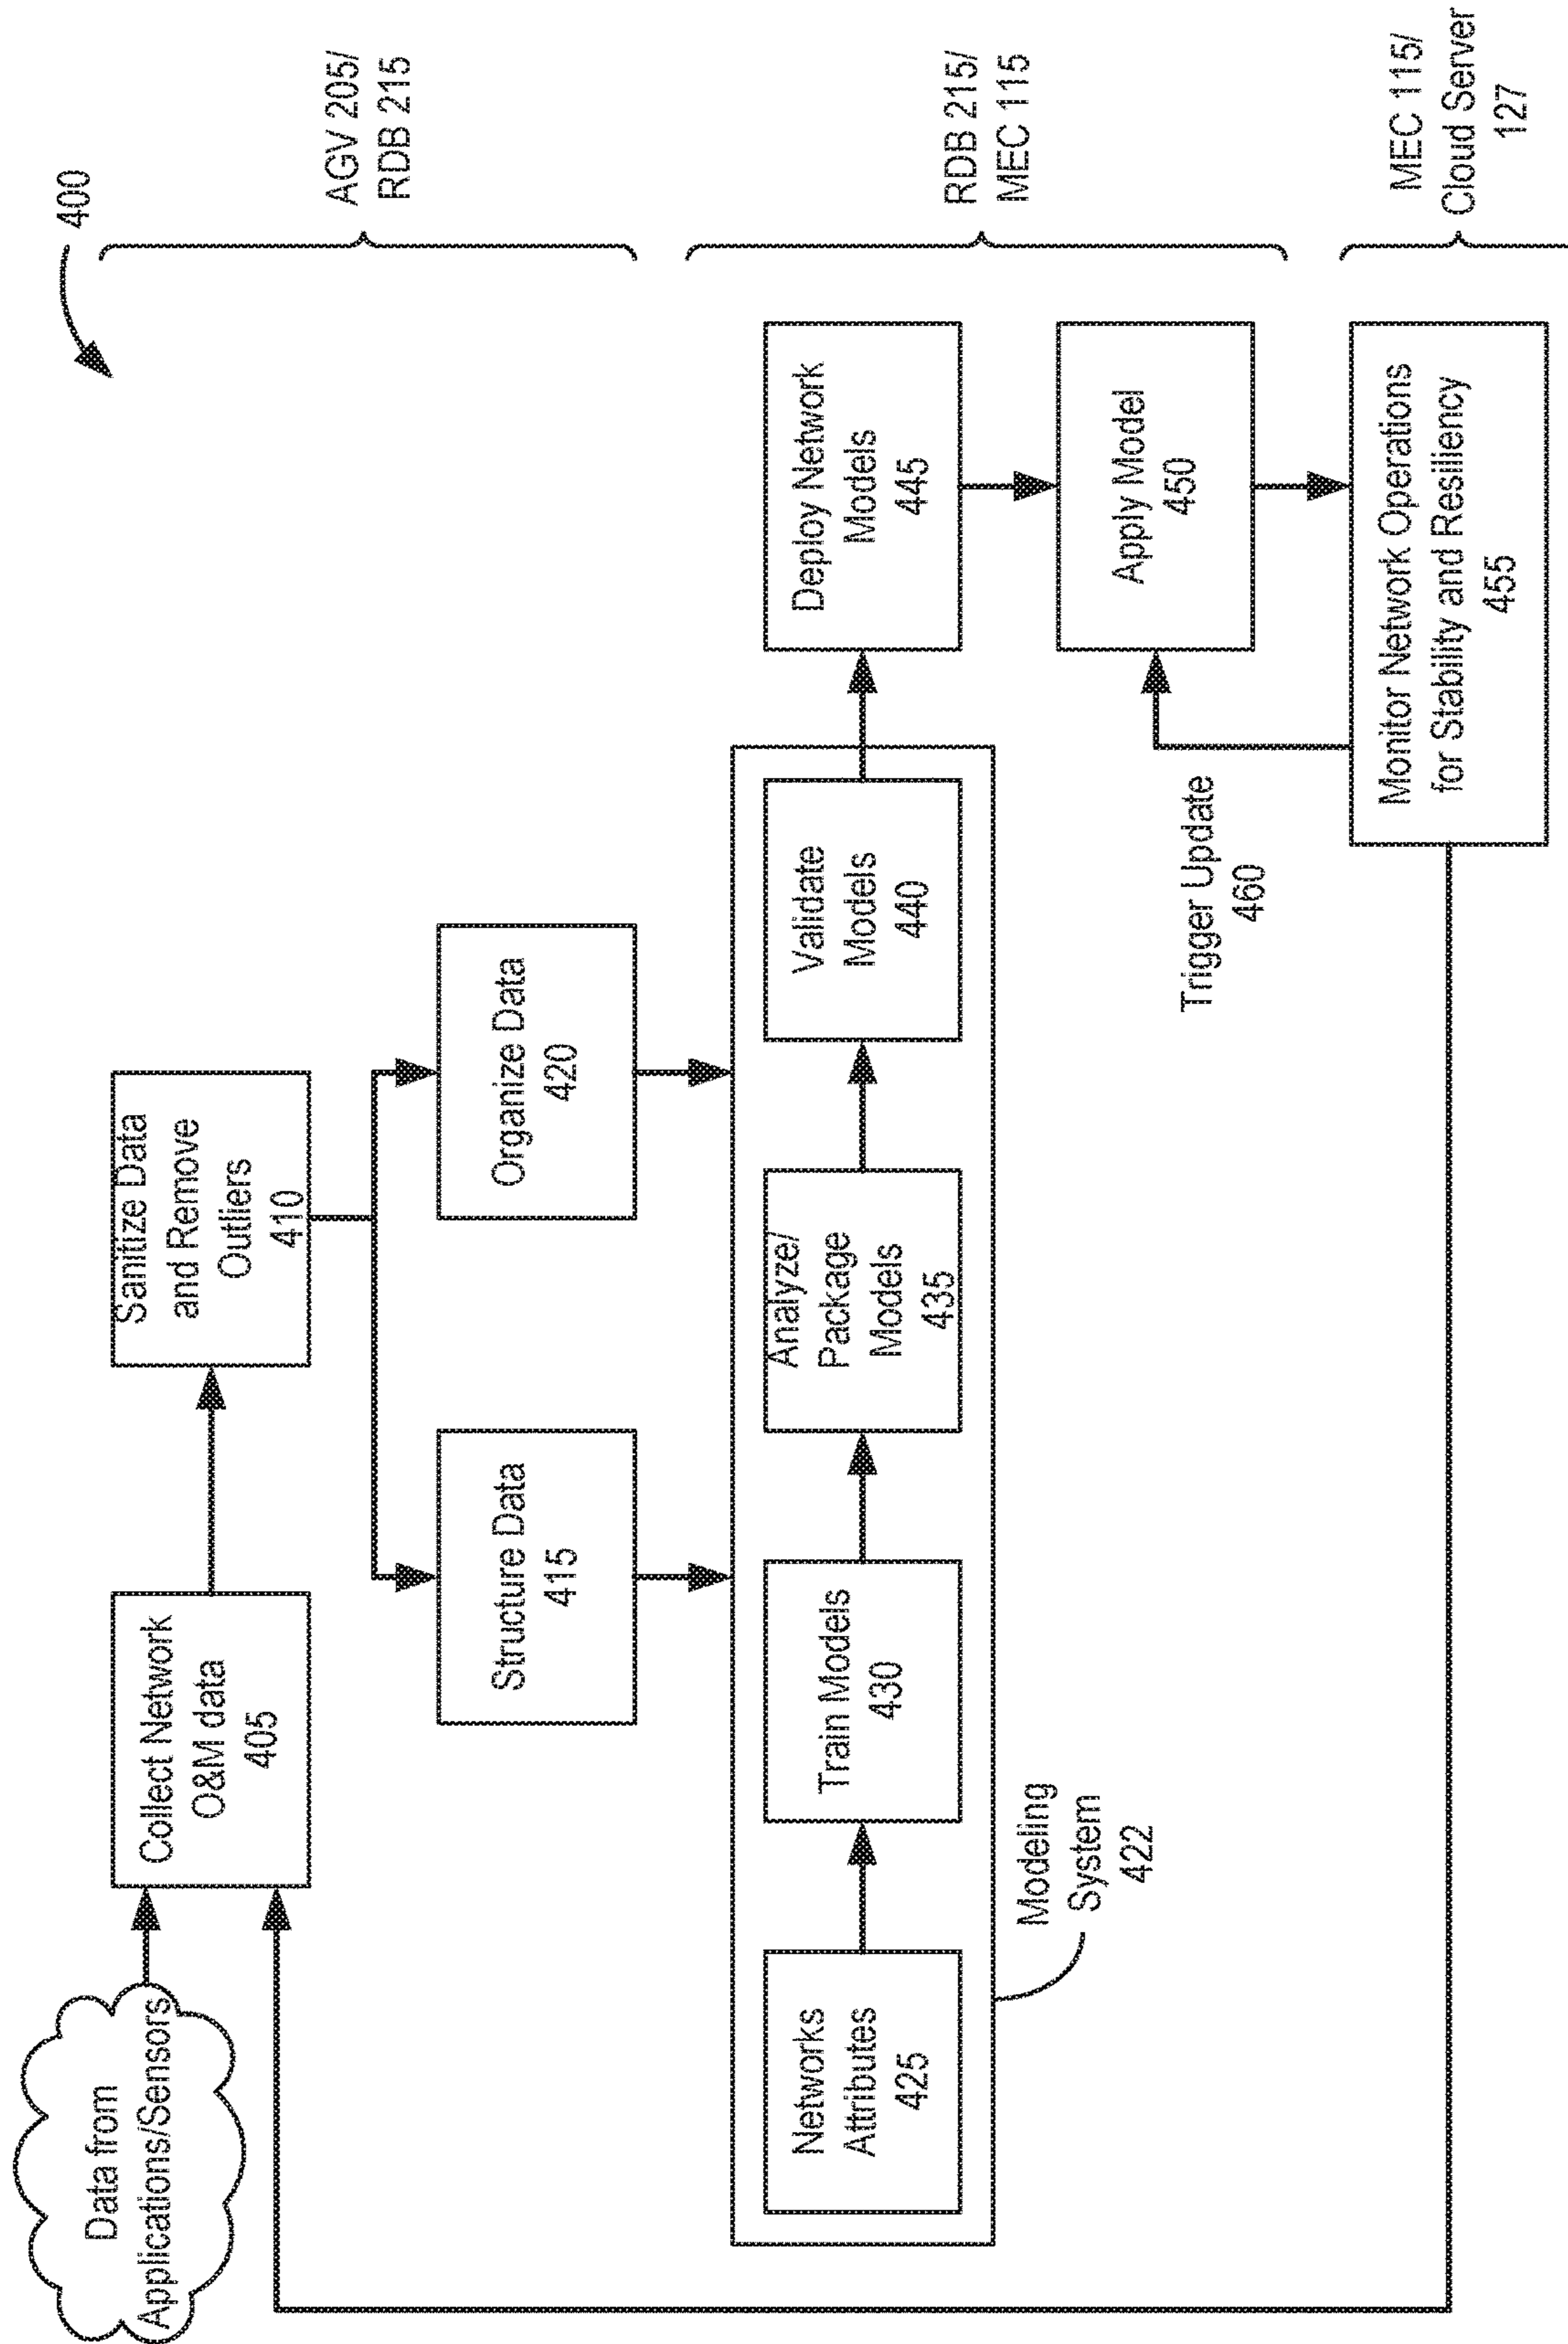 400
Data from
Applications/Sensors
Collect Network
O&M data
405
Sanitize Data
and Remove
Outliers
410
AGV 205/
RDB 215
Structure Data
415
Organize Data
420
Networks
Attributes
425
Train Models
430
Analyze/
Package
Models
435
Validate
Models
440
Deploy Network
Models
445
RDB 215/
MEC 115
Modeling
System
422
Apply Model
450
Trigger Update
460
Monitor Network Operations
for Stability and Resiliency
455
MEC 115/
Cloud Server
127